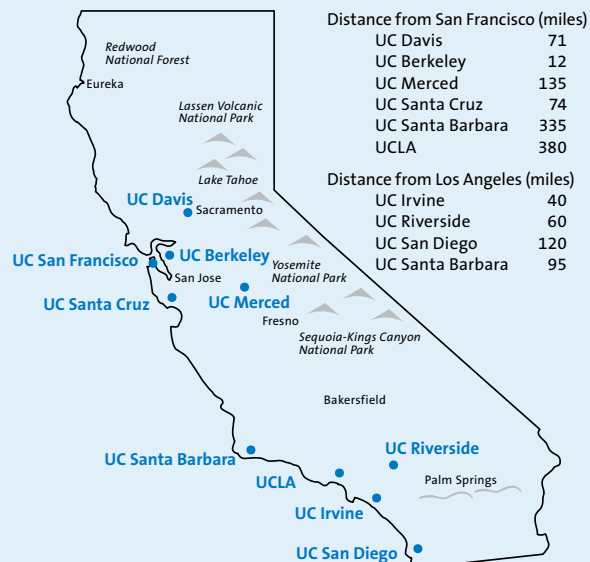 Distance from San Francisco (miles)
UC Davis 71
UC Berkeley 12
UC Merced 135
UC Santa Cruz 74
UC Santa Barbara 335
UCLA 380
Distance from Los Angeles (miles)
UC Irvine 40
UC Riverside 60
UC San Diego 120
UC Santa Barbara 95
Redwood
National Forest
Eureka
Lassen Volcanic
National Park
Lake Tahoe
UC Davis
Sacramento
UC San Francisco
UC Berkeley
San Jose
Yosemite
National Park
UC Santa Cruz
UC Merced
Fresno
Sequoia-Kings Canyon
National Park
Bakersfield
UC Santa Barbara
UC Riverside
UCLA
Palm Springs
UC Irvine
UC San Diego